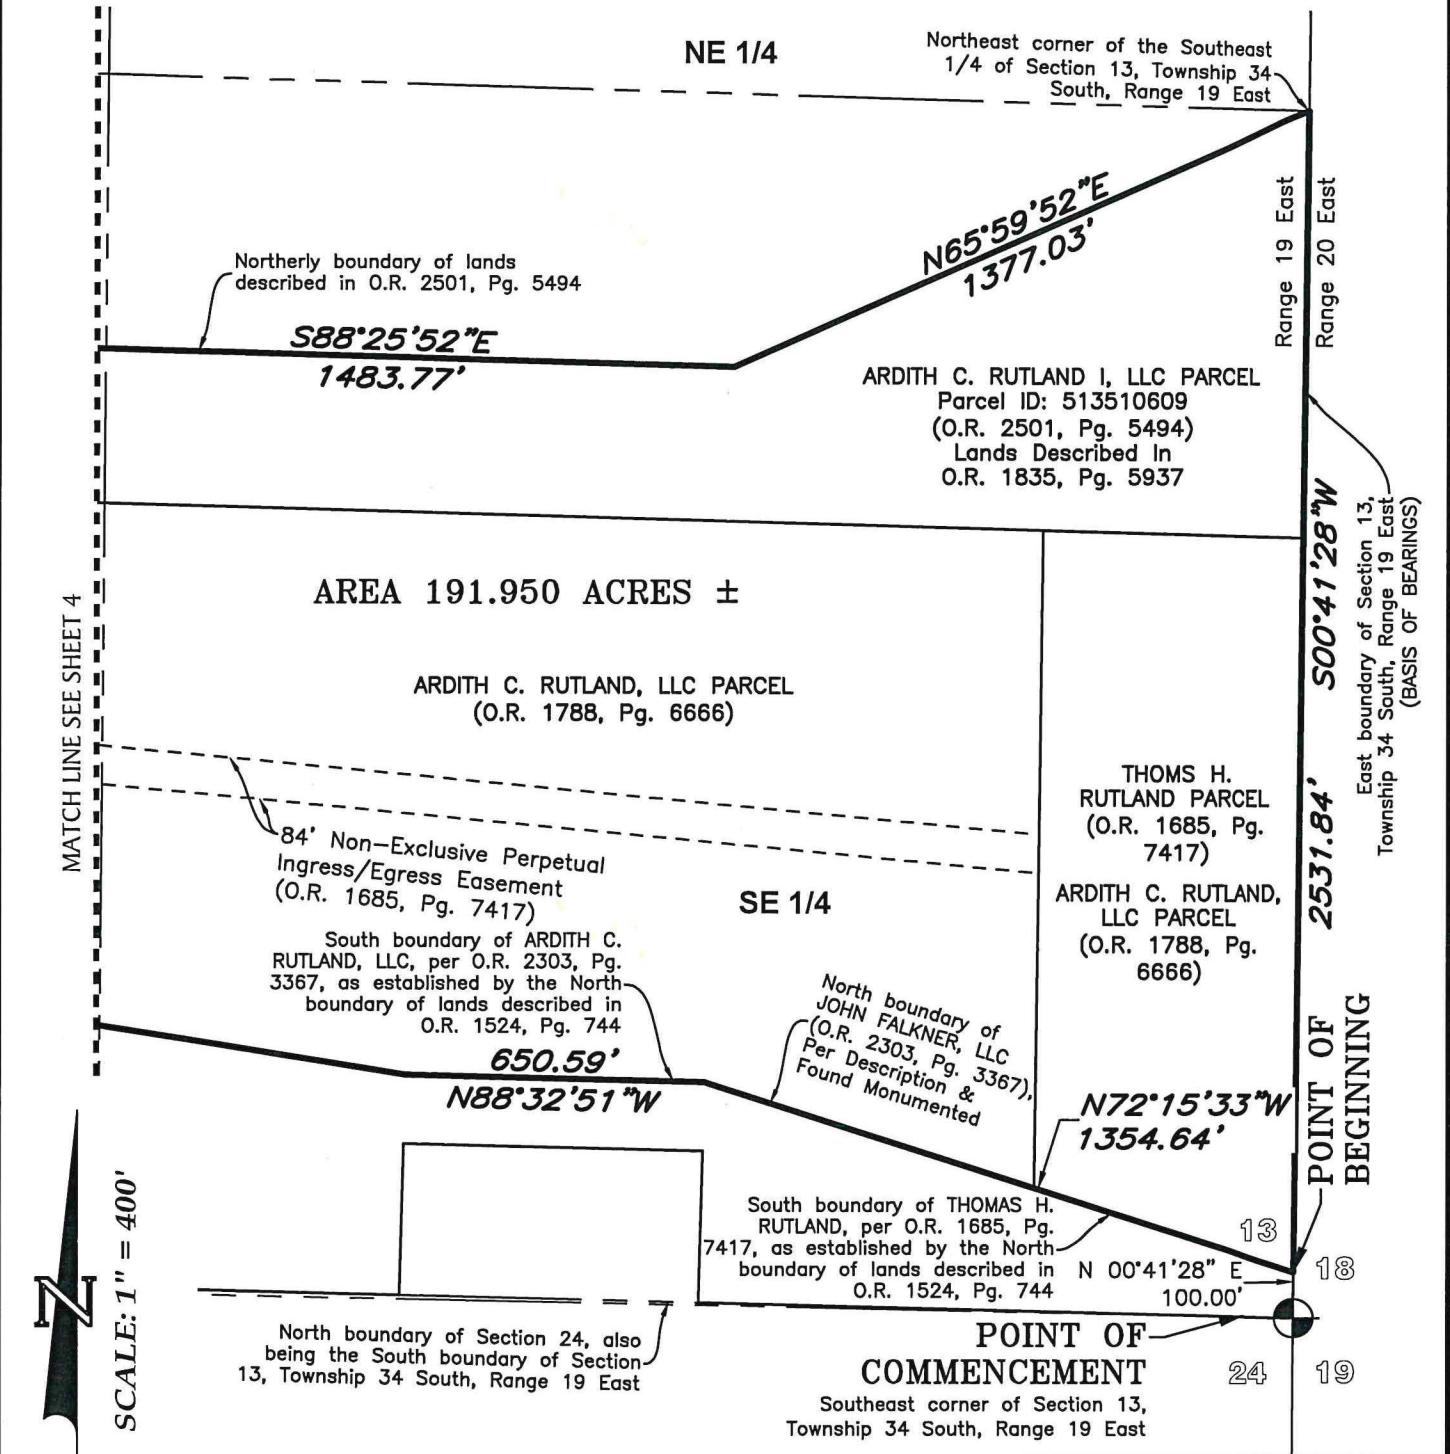 NE 1/4
Northeast corner of the Southeast
1/4 of Section 13, Township 34
South, Range 19 East
N65°59'52"E
1377.03'
Range 19 East
Range 20 East
Northerly boundary of lands
described in O.R. 2501, Pg. 5494
S88°25'52"E
1483.77'
ARDITH C. RUTLAND I, LLC PARCEL
Parcel ID: 513510609
(O.R. 2501, Pg. 5494)
Lands Described In
O.R. 1835, Pg. 5937
S00°41'28"W
2531.84'
East boundary of Section 13,
Township 34 South, Range 19 East
(BASIS OF BEARINGS)
AREA 191.950 ACRES ±
MATCH LINE SEE SHEET 4
ARDITH C. RUTLAND, LLC PARCEL
(O.R. 1788, Pg. 6666)
THOMS H.
RUTLAND PARCEL
(O.R. 1685, Pg.
7417)
84' Non-Exclusive Perpetual
Ingress/Egress Easement
(O.R. 1685, Pg. 7417)
SE 1/4
ARDITH C. RUTLAND,
LLC PARCEL
(O.R. 1788, Pg.
6666)
South boundary of ARDITH C.
RUTLAND, LLC, per O.R. 2303, Pg.
3367, as established by the North
boundary of lands described in
O.R. 1524, Pg. 744
650.59'
N88°32'51"W
North boundary of
JOHN FALKNER, LLC
(O.R. 2303, Pg. 3367),
Per Description &
Found Monumented
N72°15'33"W
1354.64'
POINT OF
BEGINNING
South boundary of THOMAS H.
RUTLAND, per O.R. 1685, Pg.
7417, as established by the North
boundary of lands described in
O.R. 1524, Pg. 744
13
18
N 00°41'28" E
100.00'
N
SCALE: 1" = 400'
North boundary of Section 24, also
being the South boundary of Section
13, Township 34 South, Range 19 East
POINT OF
COMMENCEMENT
Southeast corner of Section 13,
Township 34 South, Range 19 East
24
19